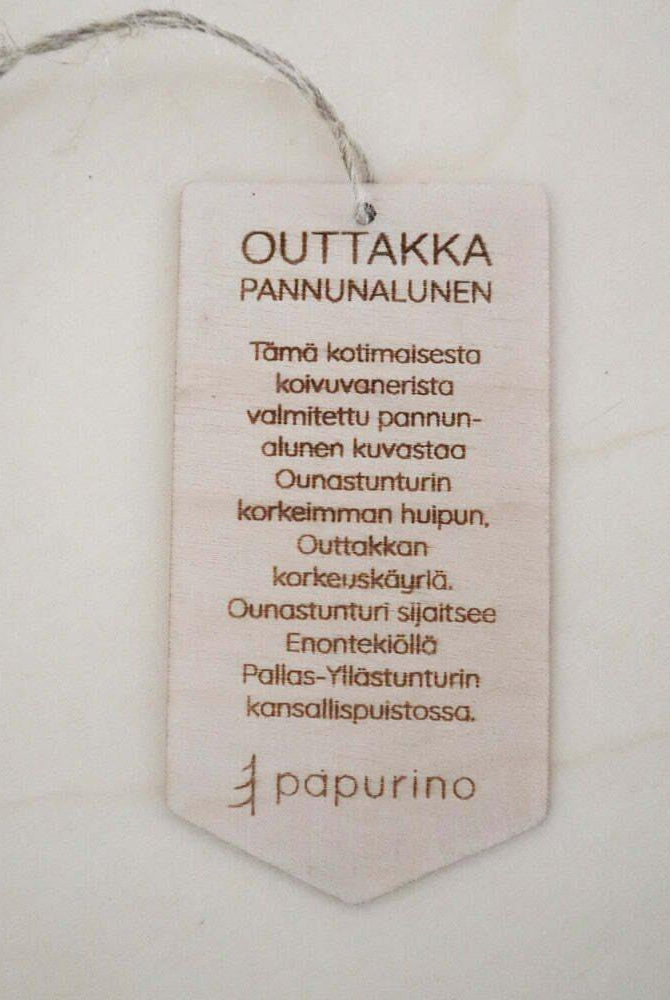 OUTTAKKA
PANNUNALUNEN
Tämä kotimaisesta
koivuvanerista
valmitettu pannun-
alunen kuvastaa
Ounastunturin
korkeimman huipun,
Outtakkan
korkeuskäyriä.
Ounastunturi sijaitsee
Enontekiöllä
Pallas-Yllästunturin
kansallispuistossa.
papurino